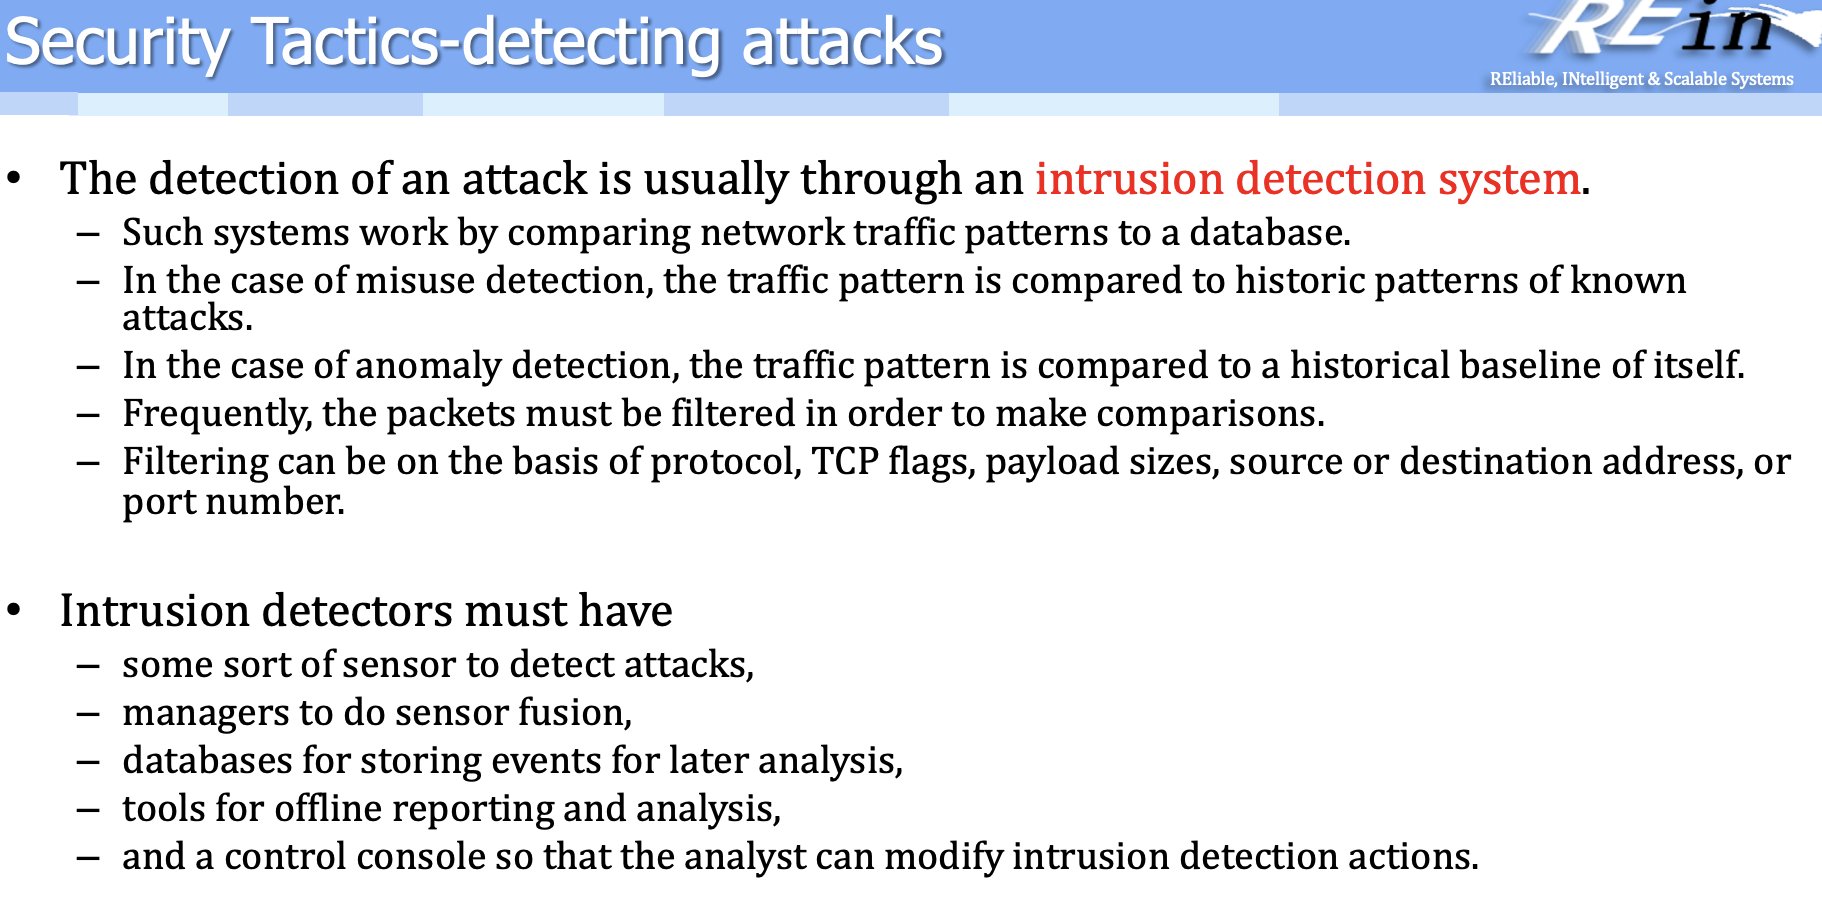 Security Tactics-detecting attacks
REin
REliable, INtelligent & Scalable Systems
• The detection of an attack is usually through an intrusion detection system.
– Such systems work by comparing network traffic patterns to a database.
– In the case of misuse detection, the traffic pattern is compared to historic patterns of known
attacks.
– In the case of anomaly detection, the traffic pattern is compared to a historical baseline of itself.
– Frequently, the packets must be filtered in order to make comparisons.
– Filtering can be on the basis of protocol, TCP flags, payload sizes, source or destination address, or
port number.
• Intrusion detectors must have
– some sort of sensor to detect attacks,
– managers to do sensor fusion,
– databases for storing events for later analysis,
– tools for offline reporting and analysis,
– and a control console so that the analyst can modify intrusion detection actions.